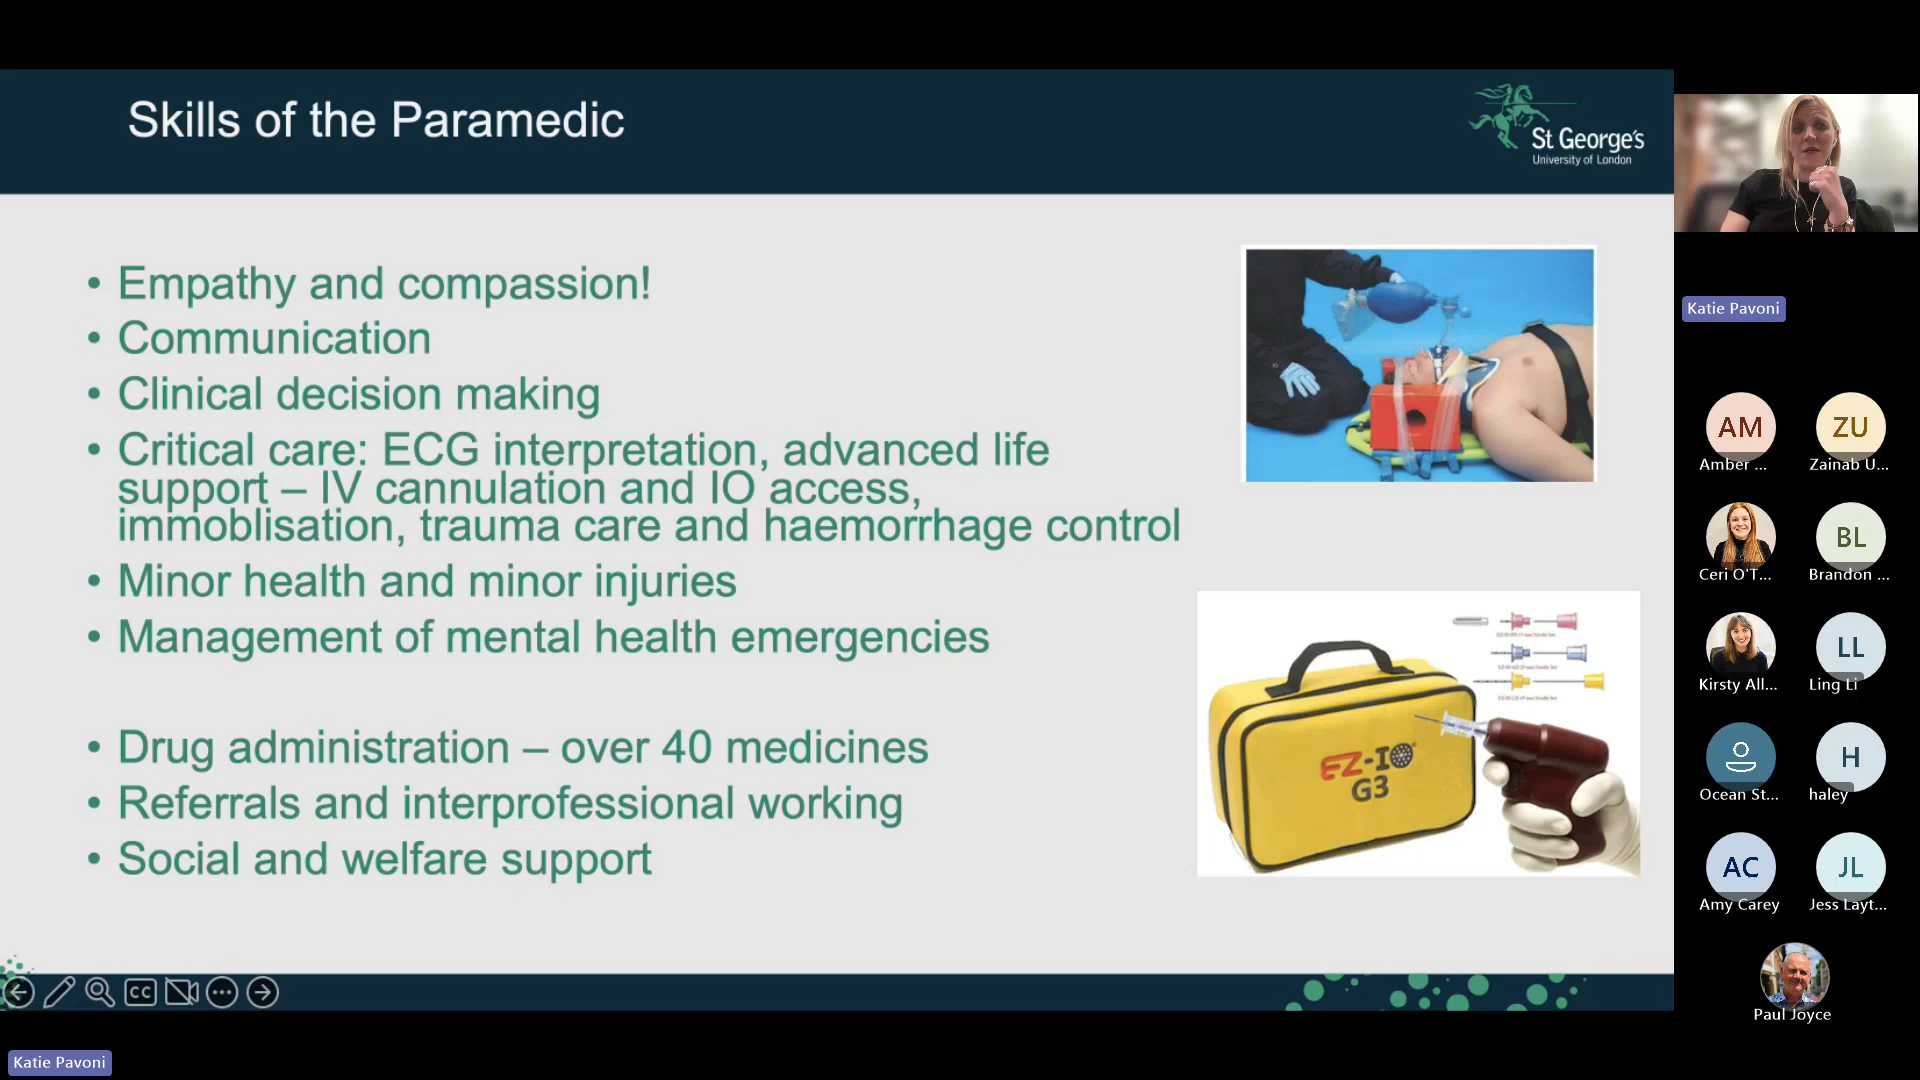 Skills of the Paramedic
St George's
University of London
• Empathy and compassion!
• Communication
• Clinical decision making
• Critical care: ECG interpretation, advanced life
support – IV cannulation and IO access,
immoblisation, trauma care and haemorrhage control
• Minor health and minor injuries
• Management of mental health emergencies
• Drug administration – over 40 medicines
• Referrals and interprofessional working
• Social and welfare support
EZ-IO
G3
CC
Katie Pavoni
Katie Pavoni
AM
Amber ...
ZU
Zainab U...
Ceri O'T...
BL
Brandon ...
Kirsty All...
LL
Ling Li
Ocean St...
H
haley
AC
Amy Carey
JL
Jess Layt...
Paul Joyce